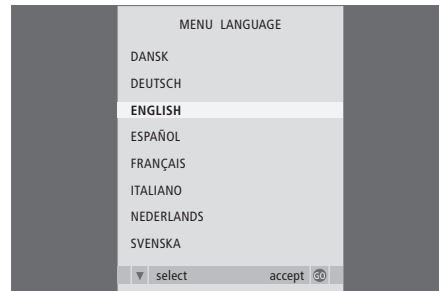 MENU LANGUAGE
DANSK
DEUTSCH
ENGLISH
ESPAÑOL
FRANÇAIS
ITALIANO
NEDERLANDS
SVENSKA
▼ select accept GO